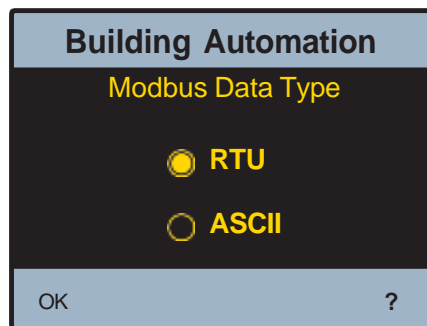 Building Automation
Modbus Data Type
RTU
ASCII
OK ?